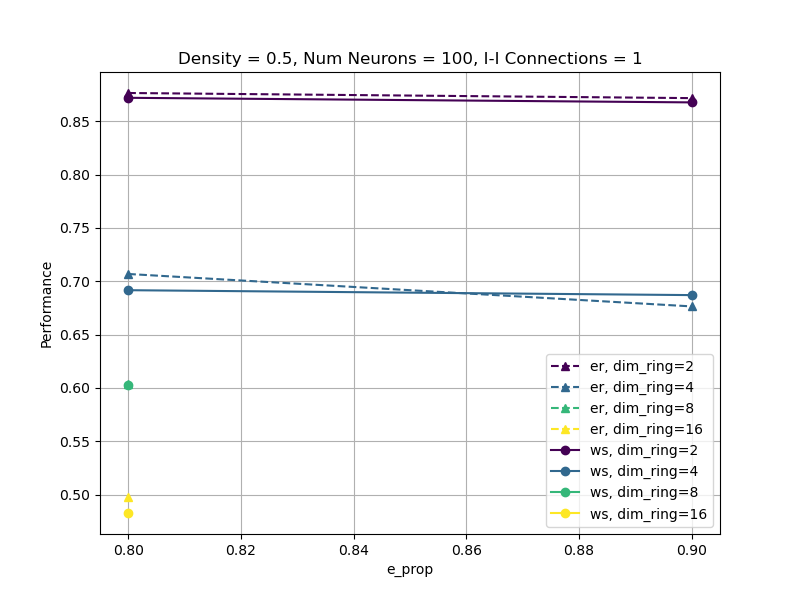 Density = 0.5, Num Neurons = 100, I-I Connections = 1
Performance
0.85
0.80
0.75
0.70
0.65
0.60
0.55
0.50
er, dim_ring=2
er, dim_ring=4
er, dim_ring=8
er, dim_ring=16
ws, dim_ring=2
ws, dim_ring=4
ws, dim_ring=8
ws, dim_ring=16
0.80 0.82 0.84 0.86 0.88 0.90
e_prop